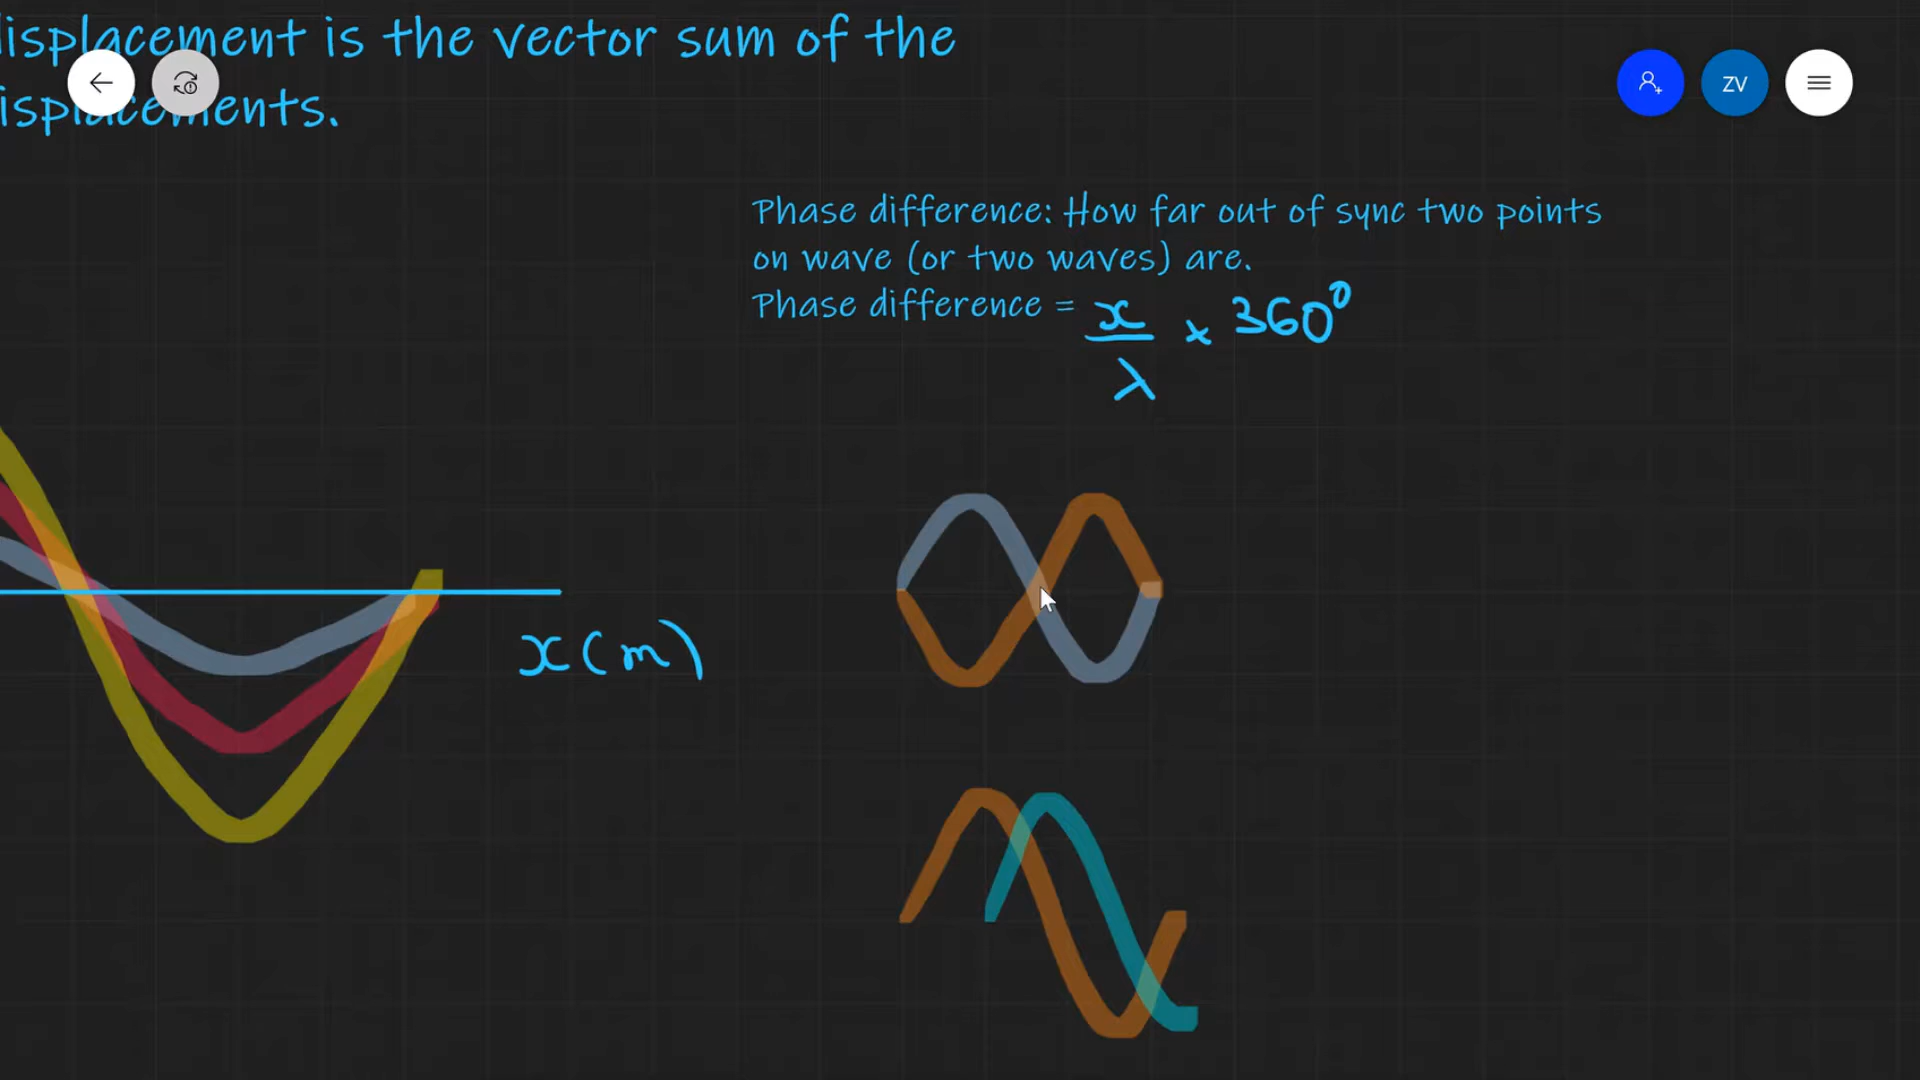 isplacement is the vector sum of the
isplacements.
ZV
Phase difference: How far out of sync two points
on wave (or two waves) are.
Phase difference = x/λ × 360°
x(m)